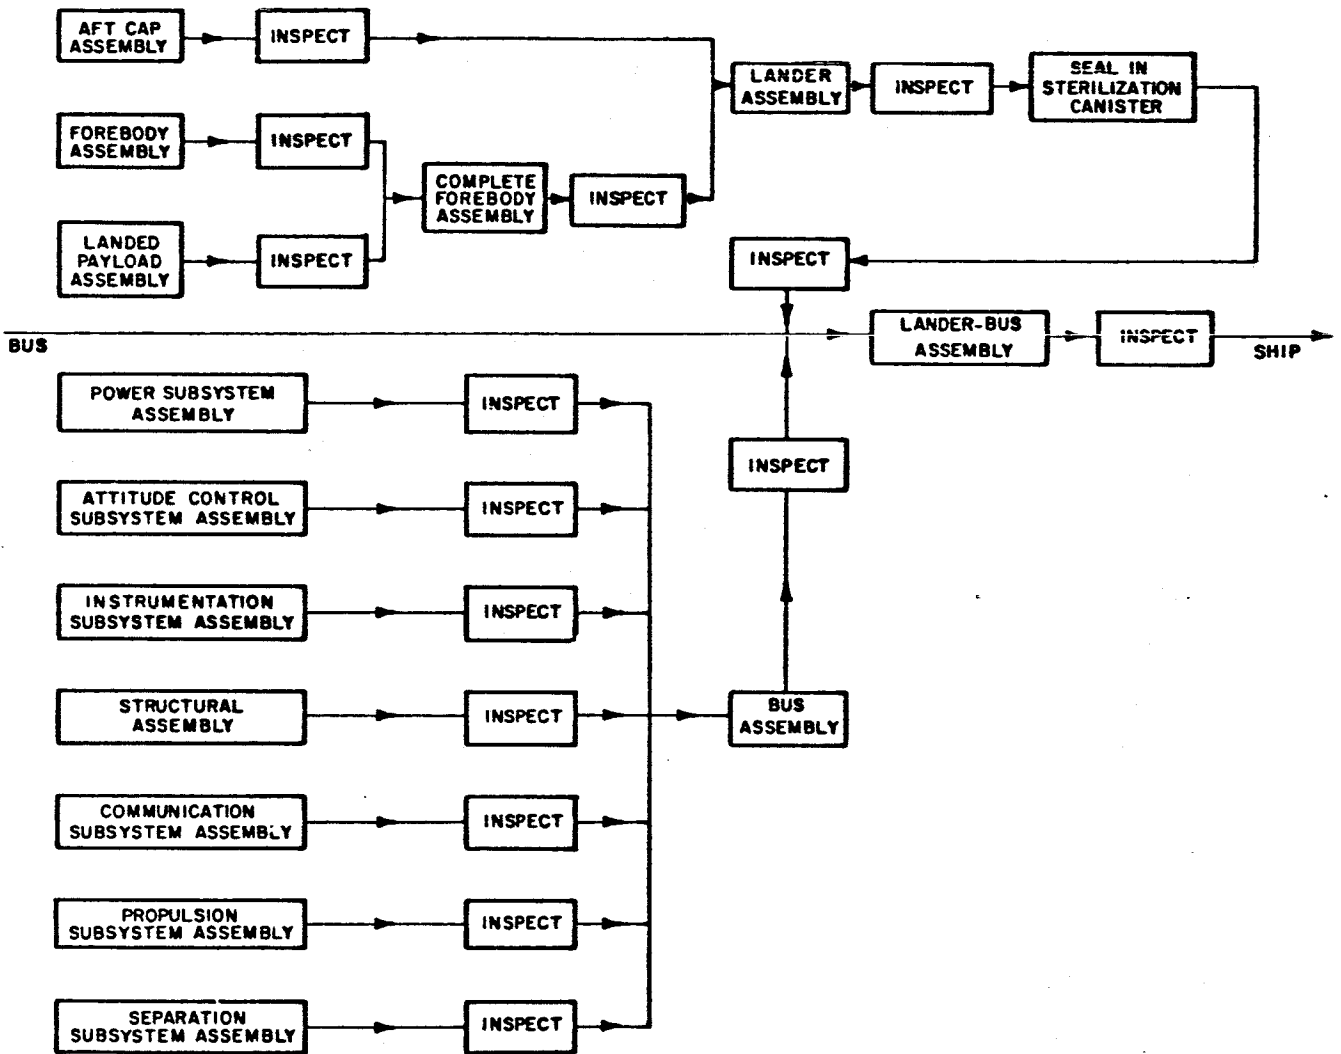 AFT CAP
ASSEMBLY
INSPECT
FOREBODY
ASSEMBLY
INSPECT
LANDED
PAYLOAD
ASSEMBLY
INSPECT
COMPLETE
FOREBODY
ASSEMBLY
INSPECT
LANDER
ASSEMBLY
INSPECT
SEAL IN
STERILIZATION
CANISTER
INSPECT
BUS
LANDER-BUS
ASSEMBLY
INSPECT
SHIP
POWER SUBSYSTEM
ASSEMBLY
INSPECT
ATTITUDE CONTROL
SUBSYSTEM ASSEMBLY
INSPECT
INSTRUMENTATION
SUBSYSTEM ASSEMBLY
INSPECT
STRUCTURAL
ASSEMBLY
INSPECT
COMMUNICATION
SUBSYSTEM ASSEMBLY
INSPECT
PROPULSION
SUBSYSTEM ASSEMBLY
INSPECT
SEPARATION
SUBSYSTEM ASSEMBLY
INSPECT
BUS
ASSEMBLY
INSPECT